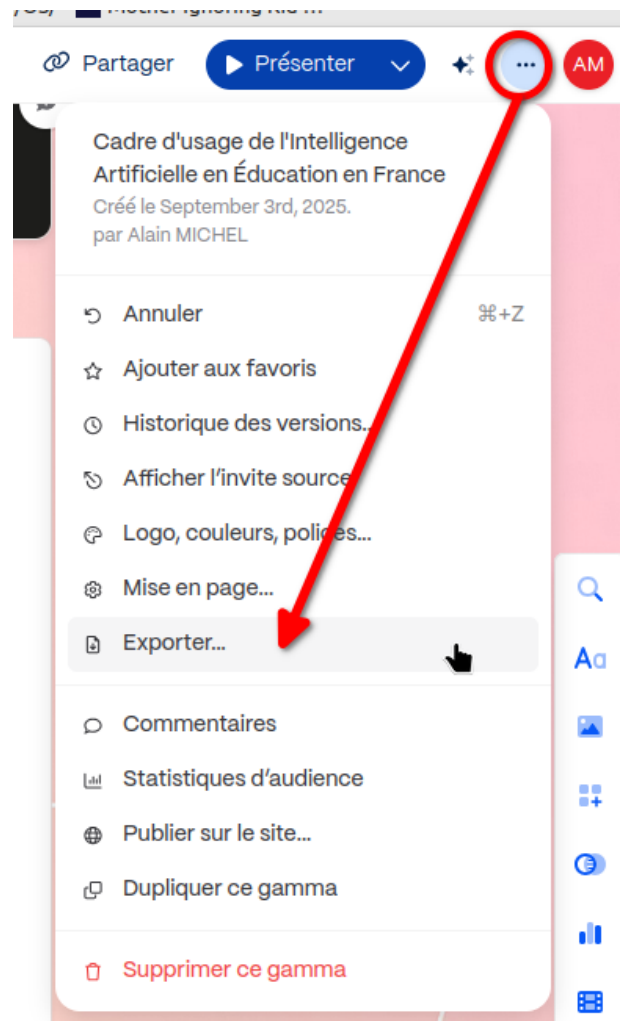 Partager
Présenter
AM
Cadre d'usage de l'Intelligence
Artificielle en Éducation en France
Créé le September 3rd, 2025.
par Alain MICHEL
Annuler ⌘+Z
Ajouter aux favoris
Historique des versions...
Afficher l'invite source
Logo, couleurs, polices...
Mise en page...
Exporter...
Aa
Commentaires
Statistiques d'audience
Publier sur le site...
Dupliquer ce gamma
Supprimer ce gamma